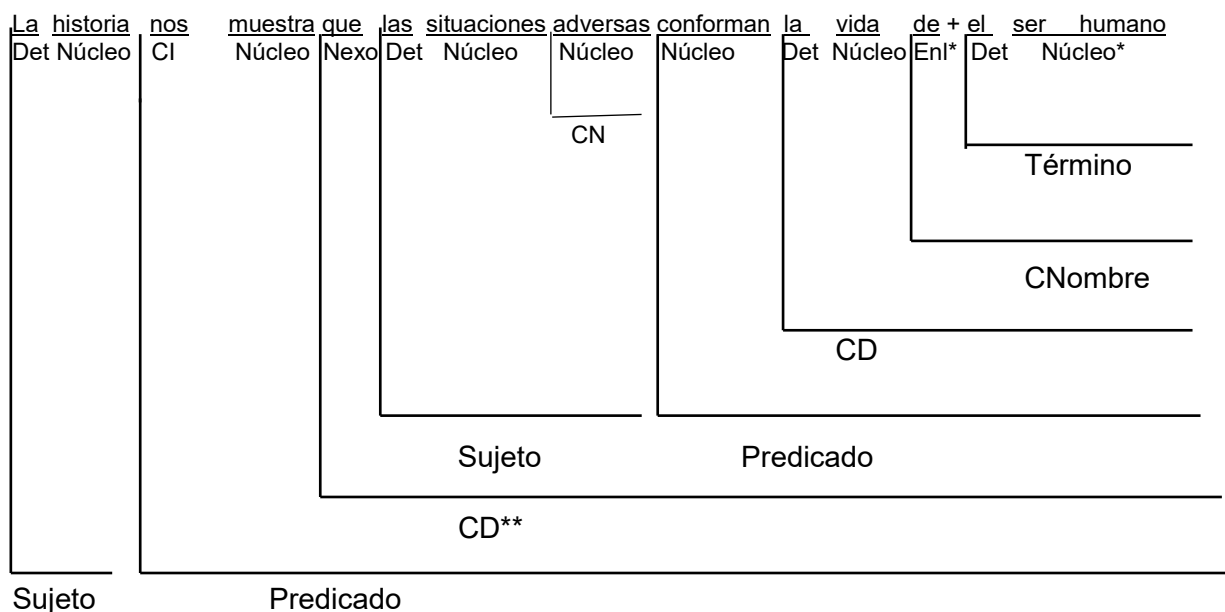 La historia nos muestra que las situaciones adversas conforman la vida de + el ser humano
Det Núcleo CI Núcleo Nexo Det Núcleo Núcleo Núcleo Det Núcleo Enl* Det Núcleo*
CN
Término
CNombre
CD
Sujeto Predicado
CD**
Sujeto Predicado